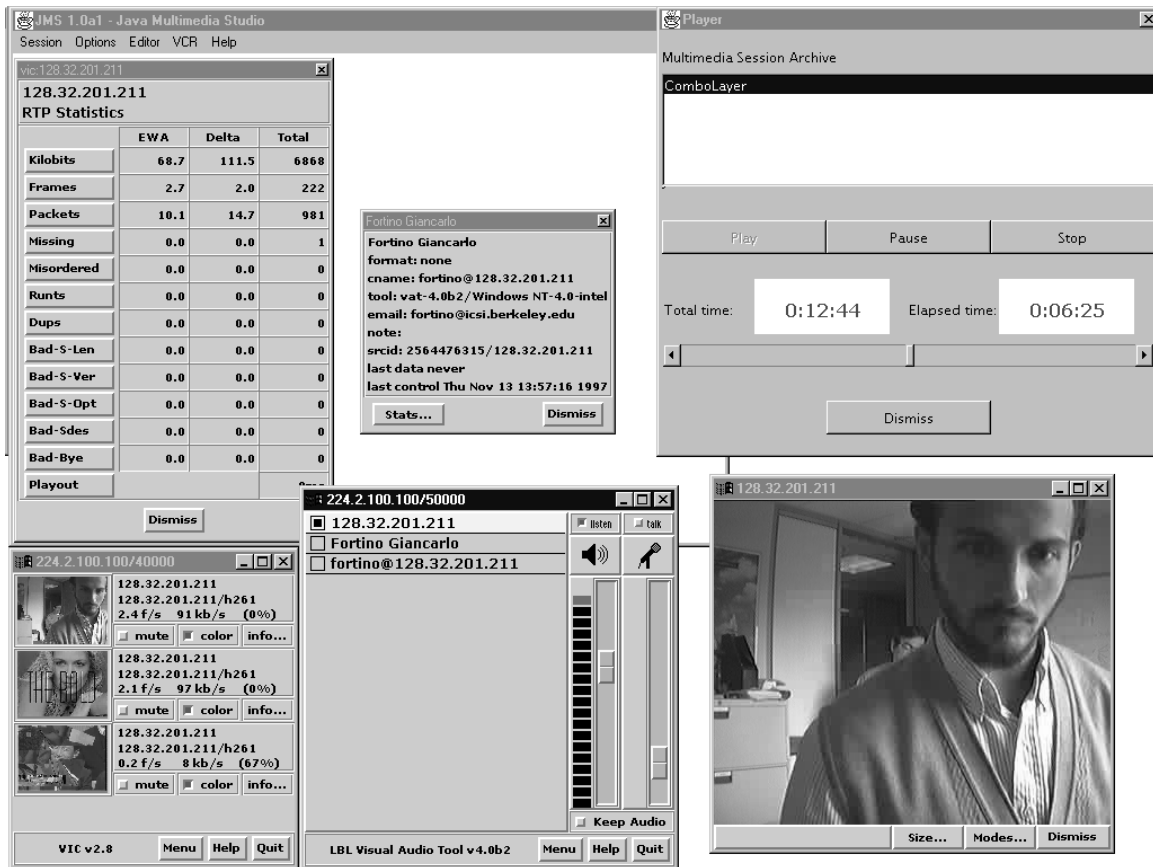 JMS 1.0a1 - Java Multimedia Studio
Session Options Editor VCR Help
vic:128.32.201.211
128.32.201.211
RTP Statistics
EWA Delta Total
Kilobits 68.7 111.5 6868
Frames 2.7 2.0 222
Packets 10.1 14.7 981
Missing 0.0 0.0 1
Misordered 0.0 0.0 0
Runts 0.0 0.0 0
Dups 0.0 0.0 0
Bad-S-Len 0.0 0.0 0
Bad-S-Ver 0.0 0.0 0
Bad-S-Opt 0.0 0.0 0
Bad-Sdes 0.0 0.0 0
Bad-Bye 0.0 0.0 0
Playout
Dismiss
Fortino Giancarlo
Fortino Giancarlo
format: none
cname: fortino@128.32.201.211
tool: vat-4.0b2/Windows NT-4.0-intel
email: fortino@icsi.berkeley.edu
note:
srcid: 2564476315/128.32.201.211
last data never
last control Thu Nov 13 13:57:16 1997
Stats... Dismiss
Player
Multimedia Session Archive
ComboLayer
Play Pause Stop
Total time: 0:12:44 Elapsed time: 0:06:25
Dismiss
224.2.100.100/40000
128.32.201.211
128.32.201.211/h261
2.4 f/s 91 kb/s (0%)
mute color info...
THE BOLD
128.32.201.211
128.32.201.211/h261
2.1 f/s 97 kb/s (0%)
mute color info...
128.32.201.211
128.32.201.211/h261
0.2 f/s 8 kb/s (67%)
mute color info...
VIC v2.8 Menu Help Quit
224.2.100.100/50000
128.32.201.211
Fortino Giancarlo
fortino@128.32.201.211
listen talk
Keep Audio
LBL Visual Audio Tool v4.0b2 Menu Help Quit
128.32.201.211
Size... Modes... Dismiss